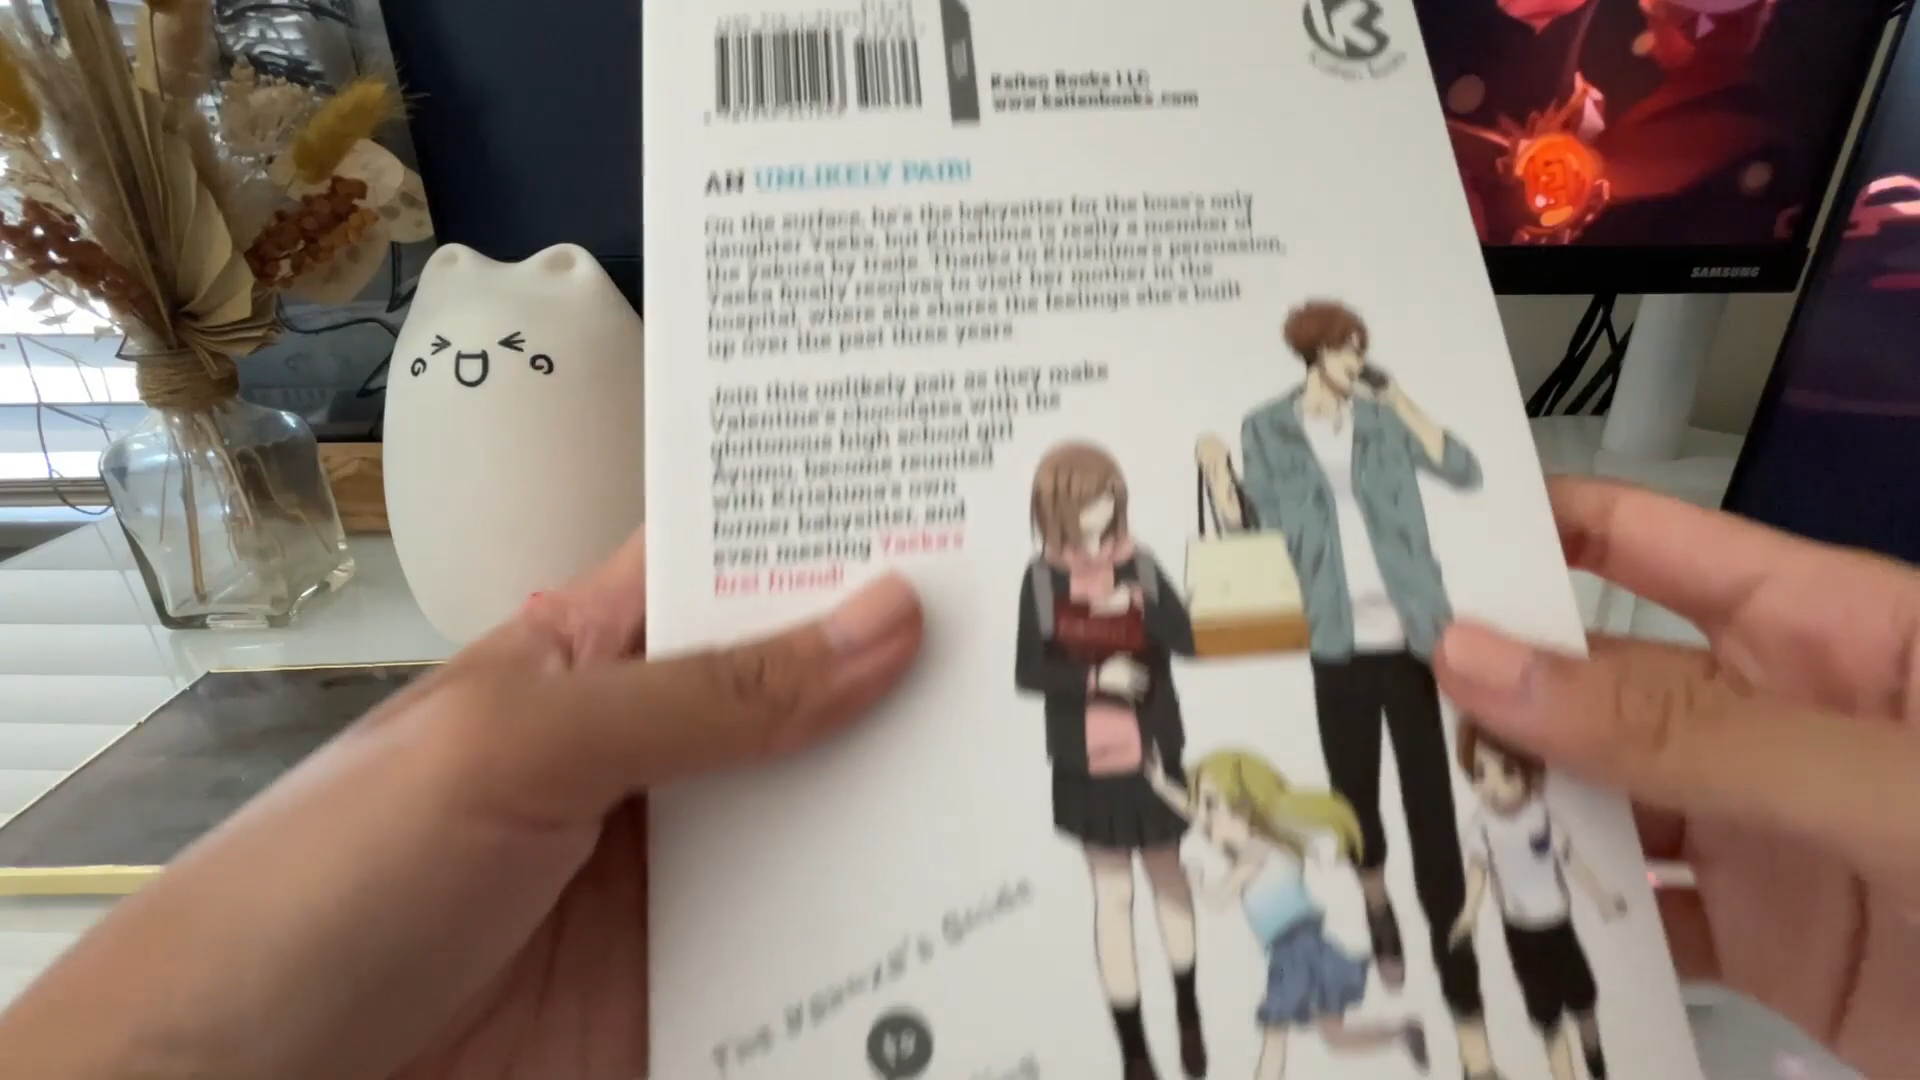 Kaiten Books LLC
www.kaitenbooks.com
AN UNLIKELY PAIR!
On the surface, he's the babysitter for the boss's only
daughter Yaeka, but Kirishima is really a member of
the yakuza by trade. Thanks to Kirishima's persuasion,
Yaeka finally resolves to visit her mother in the
hospital, where she shares the feelings she's built
up over the past three years.
Join this unlikely pair as they make
Valentine's chocolates with the
gluttonous high school girl
Ayumu, become reunited
with Kirishima's own
former babysitter, and
even meeting Yaeka's
first friend!
SAMSUNG
THE Yakuza's Guide